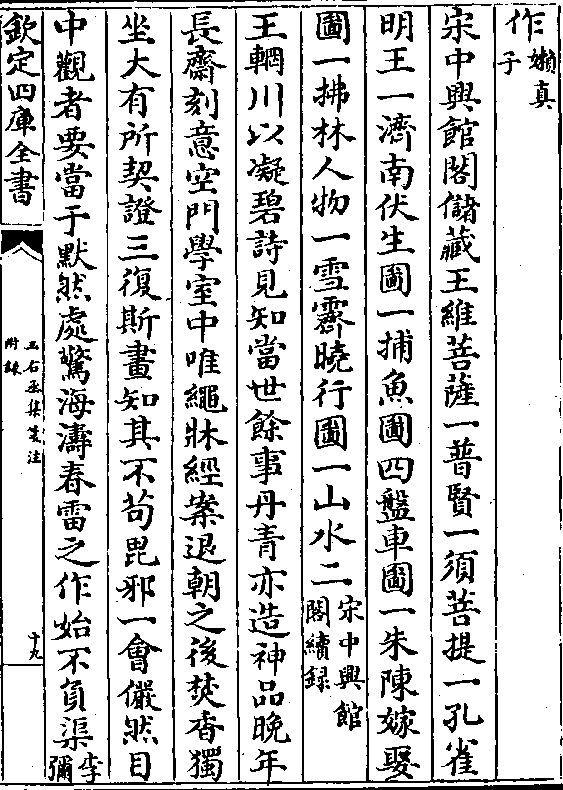 作嬾真
子
宋中興館閣儲藏王維菩薩一普賢一須菩提一孔雀
明王一濟南伏生圖一捕魚圖四盤車圖一朱陳嫁娶
圖一拂林人物一雪霽曉行圖一山水二宋中興館
閣續録
王輞川以凝碧詩見知當世餘事丹青亦造神品晚年
長齋刻意空門學室中唯繩牀經案退朝之後焚香獨
坐大有所契證三復斯畫知其不苟毘邪一會儼然目
中觀者要當于默然處驚海濤春雷之作始不負渠李
彌
欽定四庫全書
王右丞集箋注
附録
十九